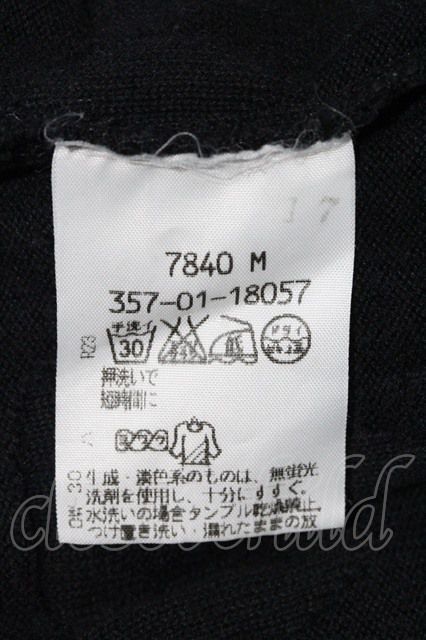 17
7840 M
357-01-18057
手洗イ
30
ドライ
押洗いで
短時間に
生成・淡色系のものは、無蛍光
洗剤を使用し、十分にすすぐ。
水洗いの場合タンブル乾燥禁止。
つけ置き洗い・濡れたままの放